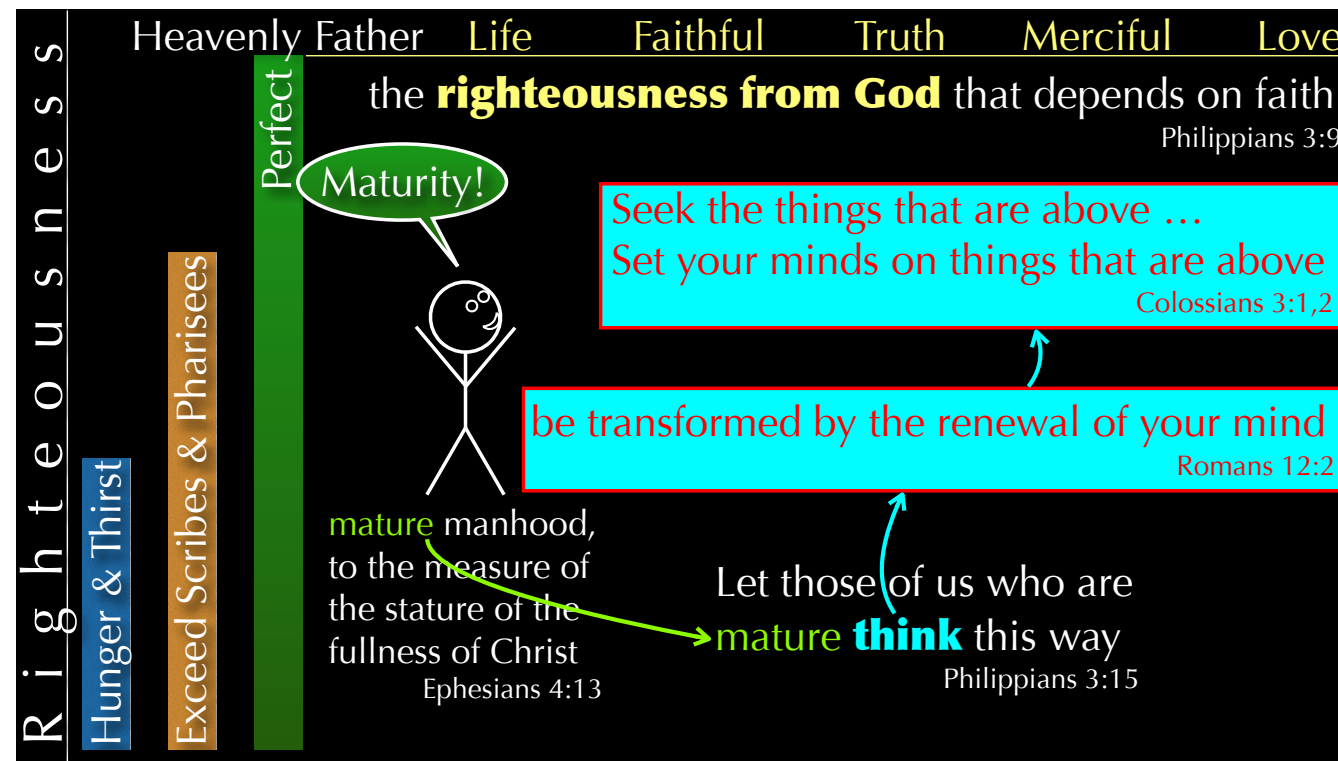 Righteousness
Heavenly Father Life Faithful Truth Merciful Love
Perfect
the righteousness from God that depends on faith
Philippians 3:9
Maturity!
Seek the things that are above …
Set your minds on things that are above
Colossians 3:1,2
Exceed Scribes & Pharisees
be transformed by the renewal of your mind
Romans 12:2
Hunger & Thirst
mature manhood,
to the measure of
the stature of the
fullness of Christ
Ephesians 4:13
Let those of us who are
mature think this way
Philippians 3:15